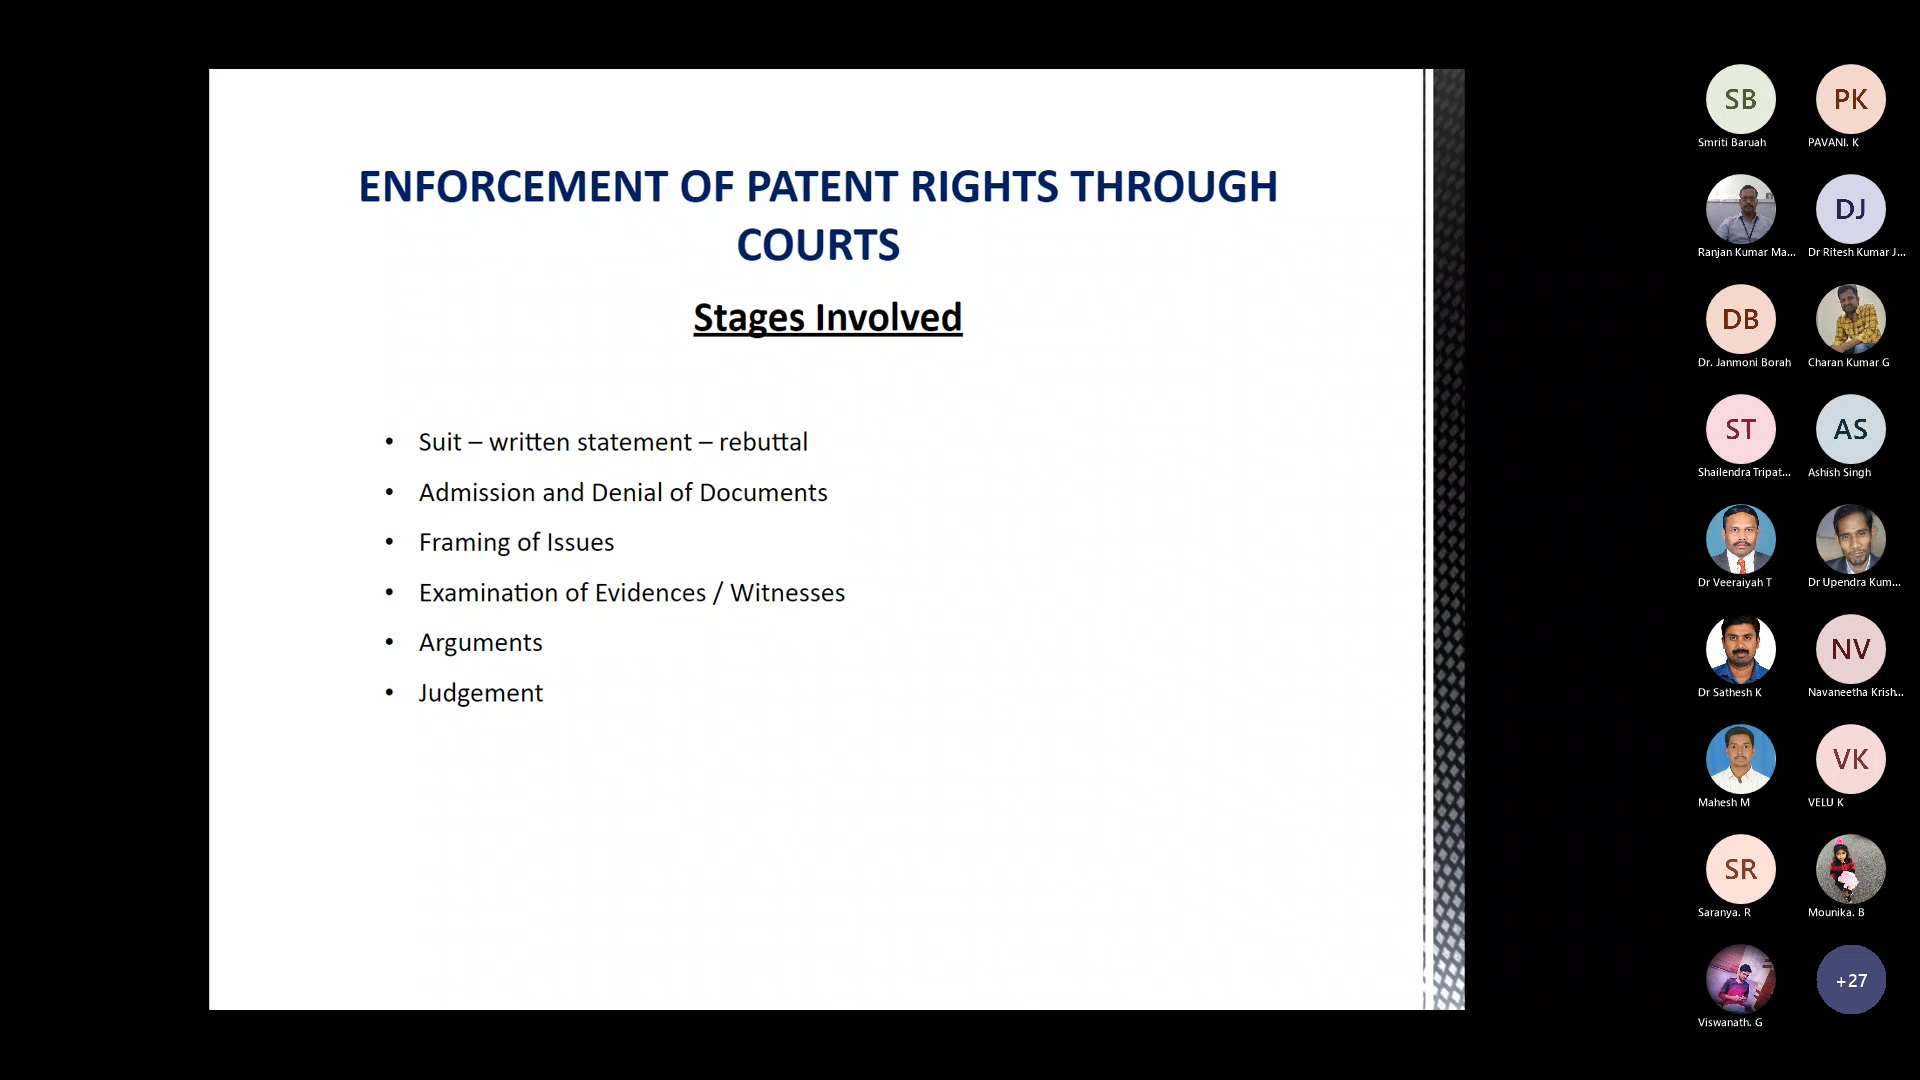 ENFORCEMENT OF PATENT RIGHTS THROUGH
COURTS
Stages Involved
• Suit – written statement – rebuttal
• Admission and Denial of Documents
• Framing of Issues
• Examination of Evidences / Witnesses
• Arguments
• Judgement
SB
PK
Smriti Baruah
PAVANI. K
DJ
Ranjan Kumar Ma...
Dr Ritesh Kumar J...
DB
Dr. Janmoni Borah
Charan Kumar G
ST
AS
Shailendra Tripat...
Ashish Singh
Dr Veeraiyah T
Dr Upendra Kum...
NV
Dr Sathesh K
Navaneetha Krish...
VK
Mahesh M
VELU K
SR
Saranya. R
Mounika. B
+27
Viswanath. G